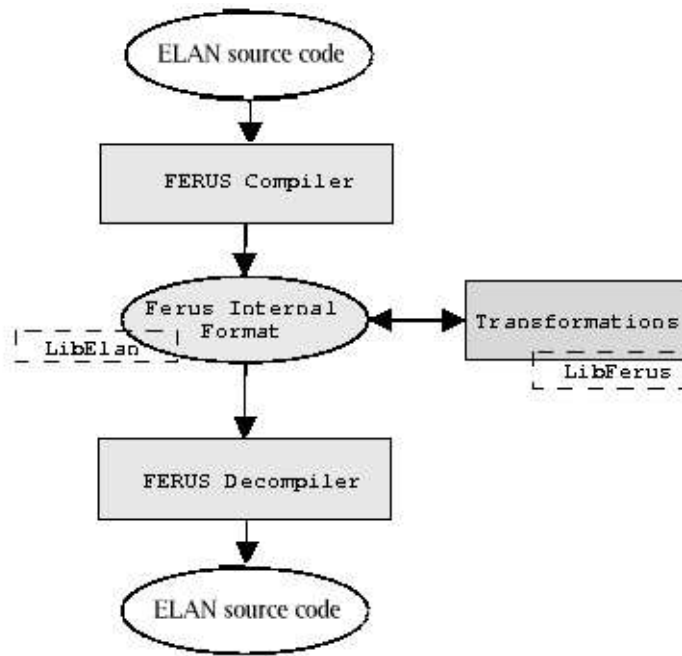 ELAN source code
FERUS Compiler
Ferus Internal
Format
Transformations
LibElan
LibFerus
FERUS Decompiler
ELAN source code